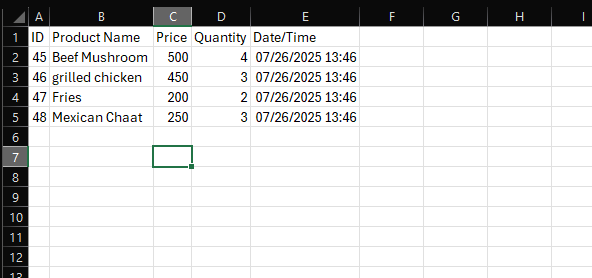 A B C D E F G H I
1 ID Product Name Price Quantity Date/Time
2 45 Beef Mushroom 500 4 07/26/2025 13:46
3 46 grilled chicken 450 3 07/26/2025 13:46
4 47 Fries 200 2 07/26/2025 13:46
5 48 Mexican Chaat 250 3 07/26/2025 13:46
6
7
8
9
10
11
12
13